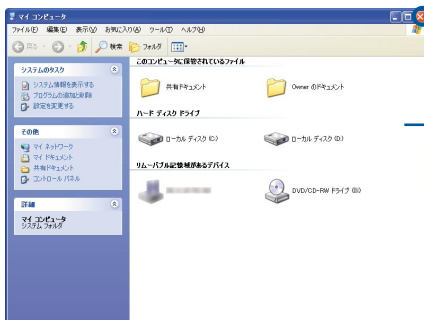 マイ コンピュータ
ファイル(F) 編集(E) 表示(V) お気に入り(A) ツール(T) ヘルプ(H)
戻る 検索 フォルダ
システムのタスク
システム情報を表示する
プログラムの追加と削除
設定を変更する
その他
マイ ネットワーク
マイ ドキュメント
共有ドキュメント
コントロール パネル
詳細
マイ コンピュータ
システム フォルダ
このコンピュータに保管されているファイル
共有ドキュメント Owner のドキュメント
ハード ディスク ドライブ
ローカル ディスク (C:) ローカル ディスク (D:)
リムーバブル記憶域があるデバイス
DVD/CD-RW ドライブ (E:)